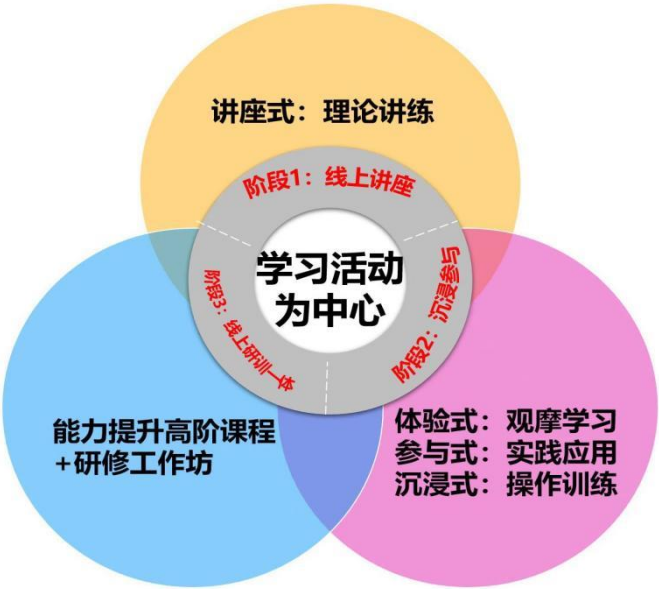 讲座式：理论讲练
阶段1：线上讲座
学习活动
为中心
阶段2：沉浸参与
阶段3：线上研训一体
能力提升高阶课程
+研修工作坊
体验式：观摩学习
参与式：实践应用
沉浸式：操作训练